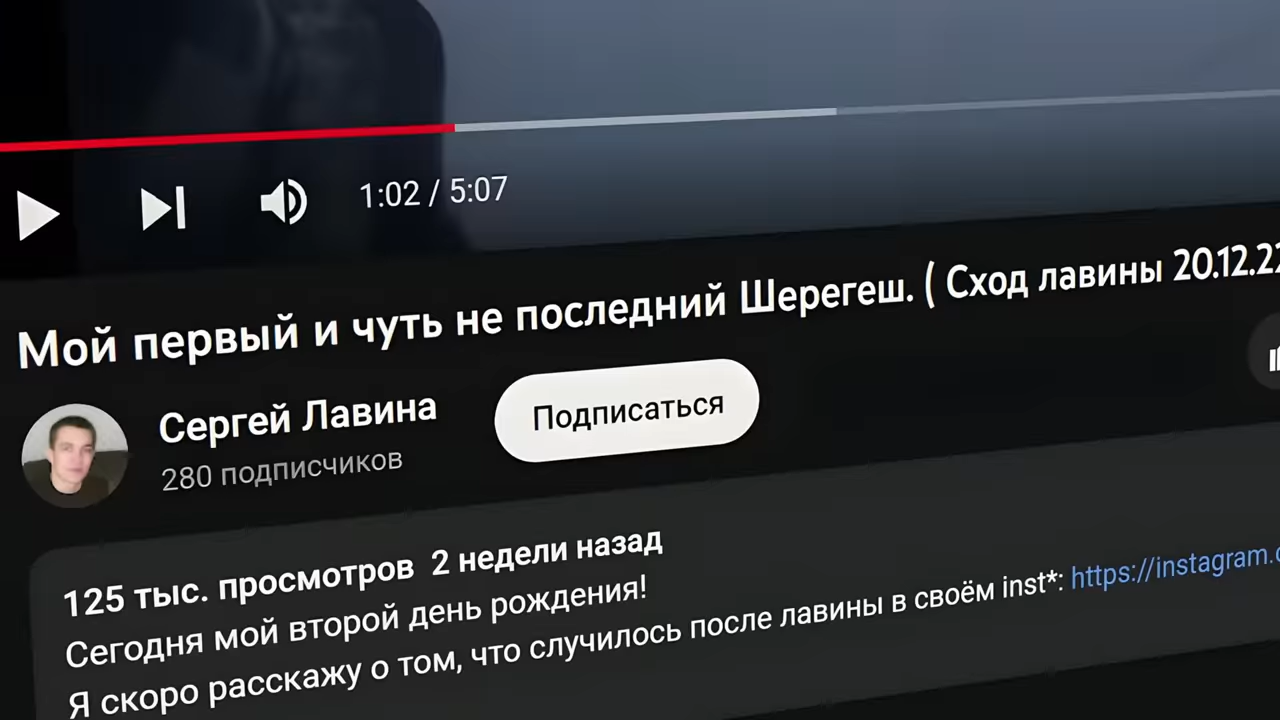 1:02 / 5:07
Мой первый и чуть не последний Шерегеш. ( Сход лавины 20.12.22
Сергей Лавина
280 подписчиков
Подписаться
125 тыс. просмотров 2 недели назад
Сегодня мой второй день рождения!
Я скоро расскажу о том, что случилось после лавины в своём inst*: https://instagram.c